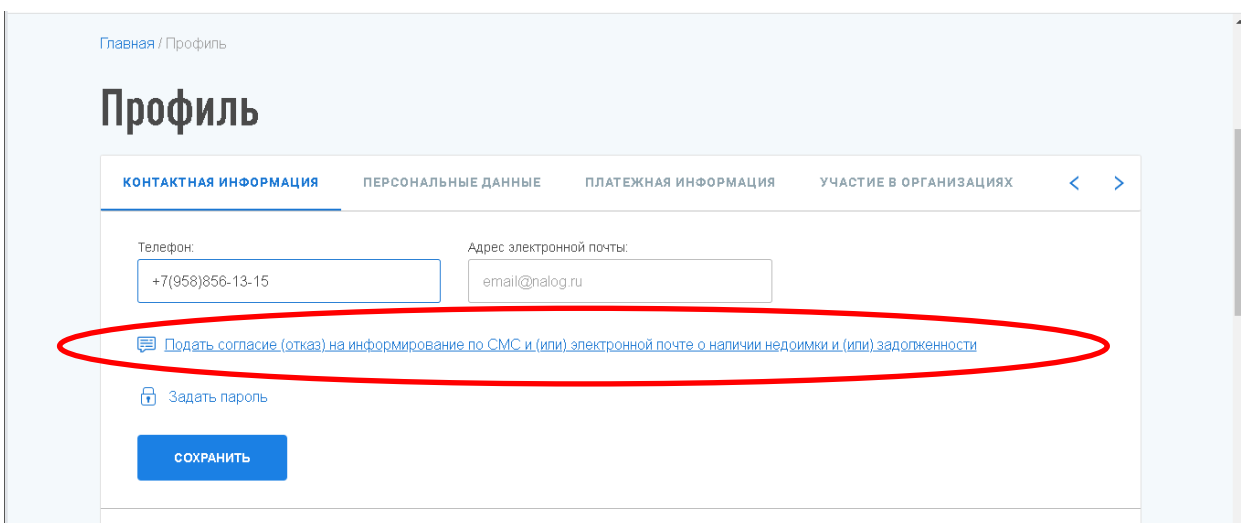 Главная / Профиль
Профиль
КОНТАКТНАЯ ИНФОРМАЦИЯ ПЕРСОНАЛЬНЫЕ ДАННЫЕ ПЛАТЕЖНАЯ ИНФОРМАЦИЯ УЧАСТИЕ В ОРГАНИЗАЦИЯХ < >
Телефон: Адрес электронной почты:
+7(958)856-13-15 email@nalog.ru
Подать согласие (отказ) на информирование по СМС и (или) электронной почте о наличии недоимки и (или) задолженности
Задать пароль
СОХРАНИТЬ